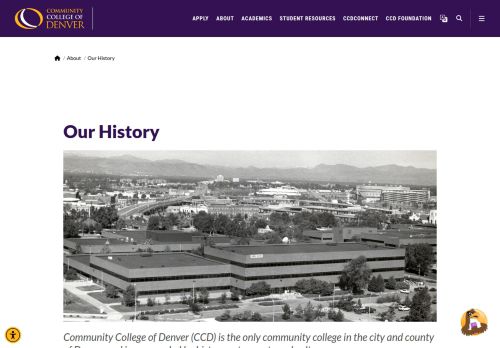 COMMUNITY
COLLEGE OF
DENVER
APPLY ABOUT ACADEMICS STUDENT RESOURCES CCDCONNECT CCD FOUNDATION
/ About / Our History
Our History
Community College of Denver (CCD) is the only community college in the city and county